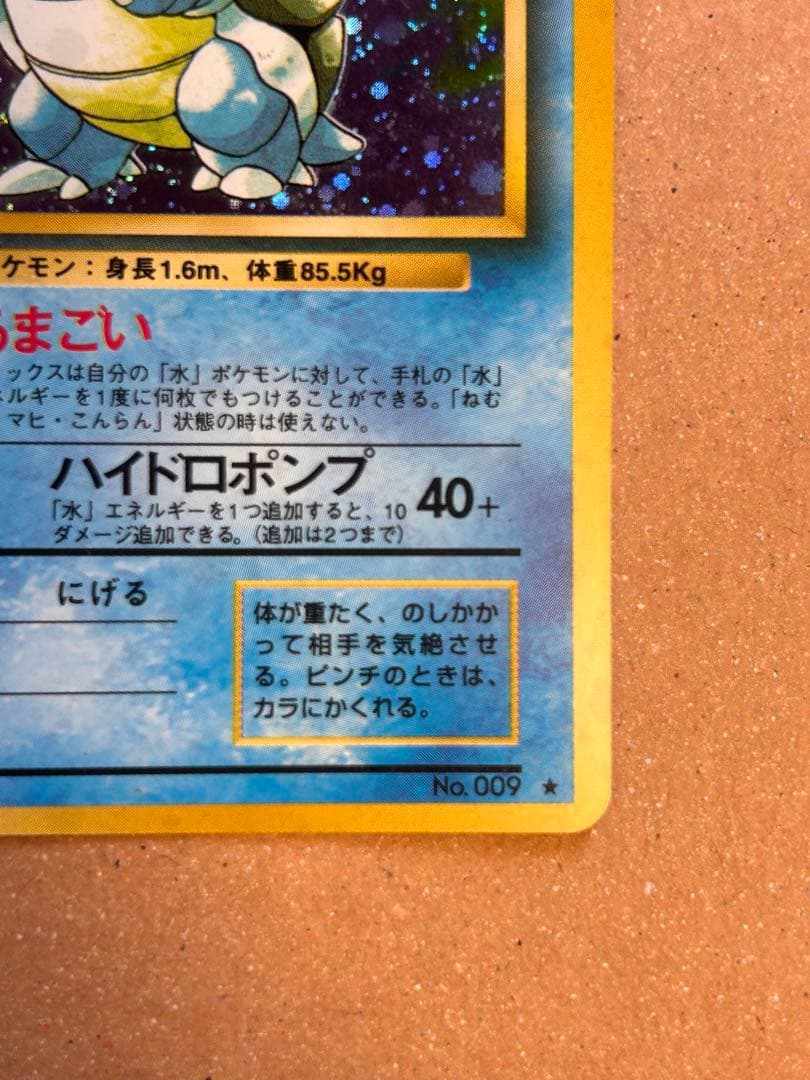 ケモン：身長1.6m、体重85.5Kg
まごい
ックスは自分の「水」ポケモンに対して、手札の「水」
ルギーを1度に何枚でもつけることができる。「ねむ
マヒ・こんらん」状態の時は使えない。
ハイドロポンプ 40+
「水」エネルギーを1つ追加すると、10
ダメージ追加できる。(追加は2つまで)
にげる
体が重たく、のしかか
って相手を気絶させ
る。ピンチのときは、
カラにかくれる。
No. 009 ★